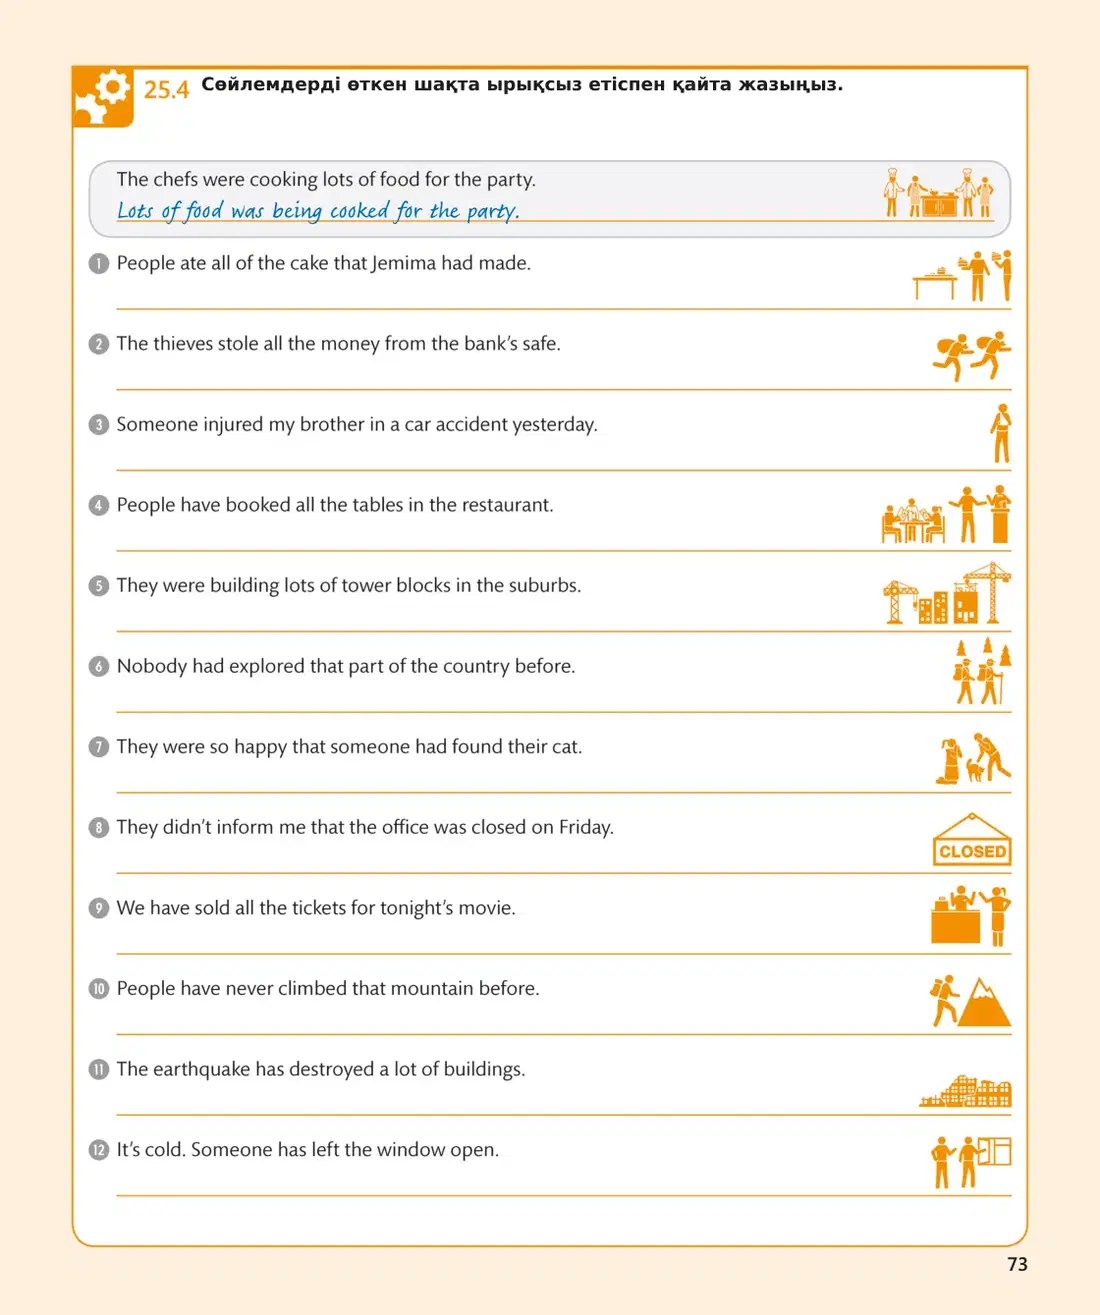 25.4 Сөйлемдерді өткен шақта ырықсыз етіспен қайта жазыңыз.
The chefs were cooking lots of food for the party.
Lots of food was being cooked for the party.
1 People ate all of the cake that Jemima had made.
2 The thieves stole all the money from the bank’s safe.
3 Someone injured my brother in a car accident yesterday.
4 People have booked all the tables in the restaurant.
5 They were building lots of tower blocks in the suburbs.
6 Nobody had explored that part of the country before.
7 They were so happy that someone had found their cat.
8 They didn’t inform me that the office was closed on Friday.
CLOSED
9 We have sold all the tickets for tonight’s movie.
10 People have never climbed that mountain before.
11 The earthquake has destroyed a lot of buildings.
12 It’s cold. Someone has left the window open.
73